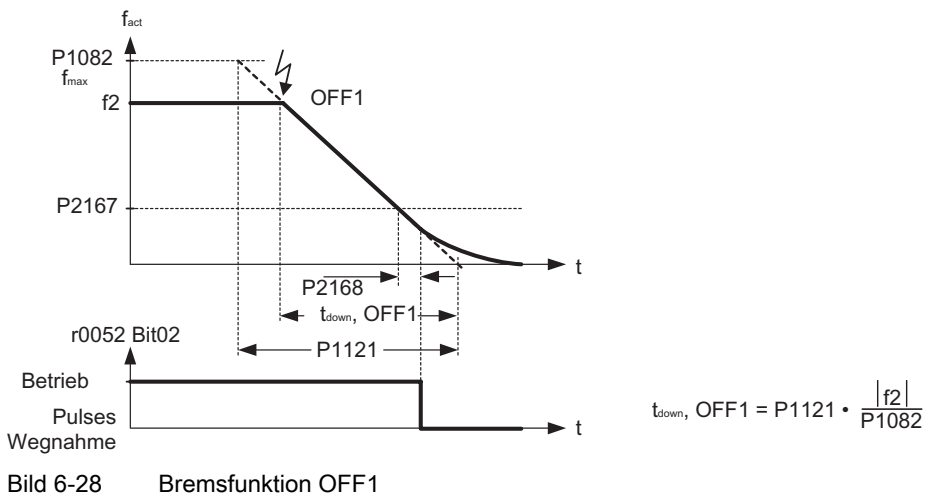 f_act
P1082
f_max
f2
OFF1
P2167
t
P2168
t_down, OFF1
P1121
r0052 Bit02
Betrieb
Pulses
Wegnahme
t
t_down, OFF1 = P1121 • |f2| / P1082
Bild 6-28 Bremsfunktion OFF1